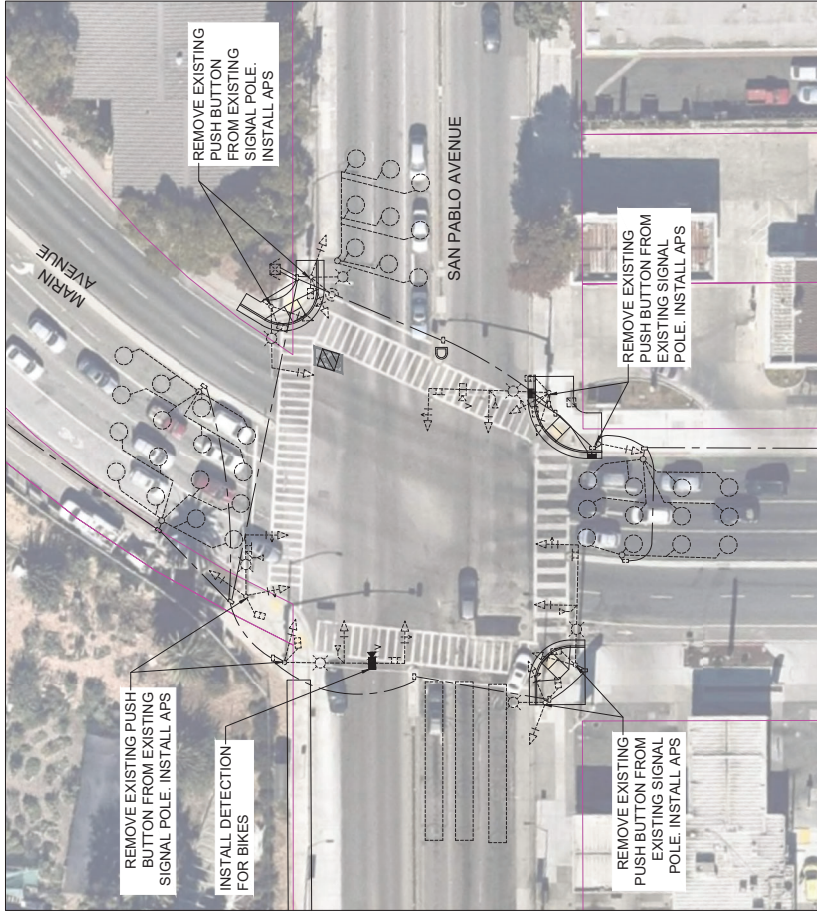 REMOVE EXISTING
PUSH BUTTON
FROM EXISTING
SIGNAL POLE.
INSTALL APS
MARIN
AVENUE
SAN PABLO AVENUE
D
REMOVE EXISTING
PUSH BUTTON FROM
EXISTING SIGNAL
POLE. INSTALL APS
REMOVE EXISTING PUSH
BUTTON FROM EXISTING
SIGNAL POLE. INSTALL APS
INSTALL DETECTION
FOR BIKES
REMOVE EXISTING
PUSH BUTTON FROM
EXISTING SIGNAL
POLE. INSTALL APS